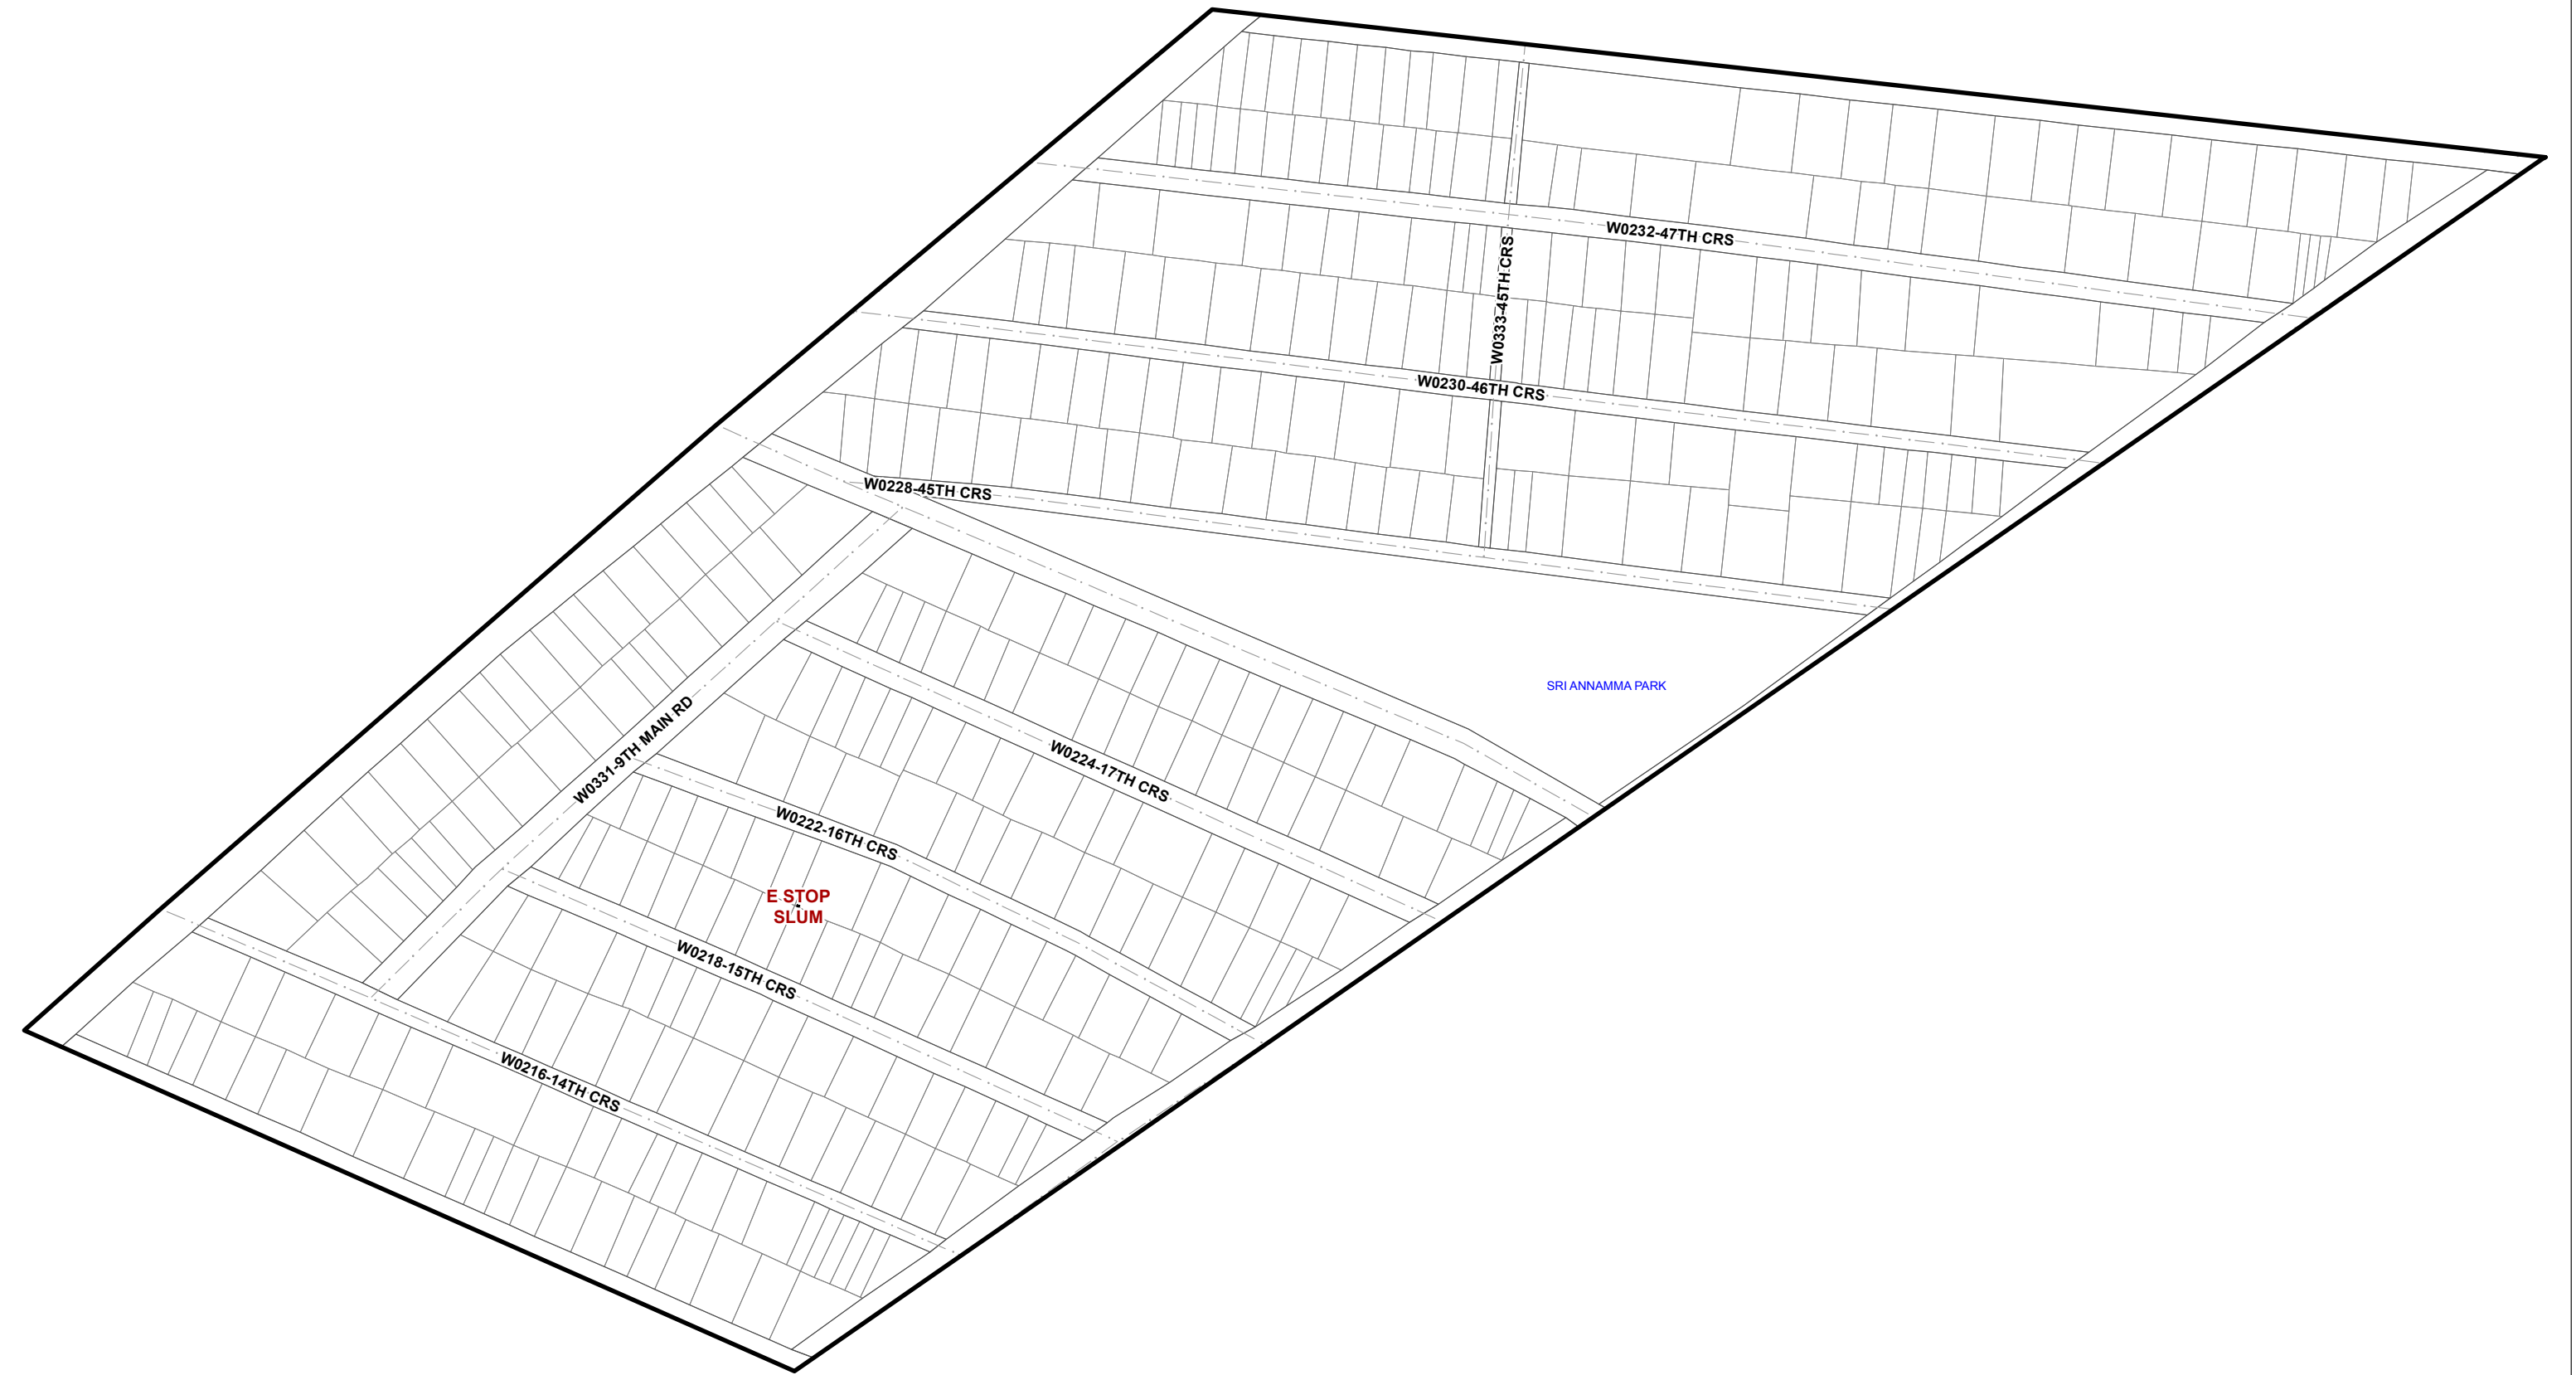 W0232-47TH CRS
W0333-45TH CRS
W0230-46TH CRS
W0228-45TH CRS
SRI ANNAMMA PARK
W0331-9TH MAIN RD
W0224-17TH CRS
W0222-16TH CRS
E STOP
SLUM
W0218-15TH CRS
W0216-14TH CRS